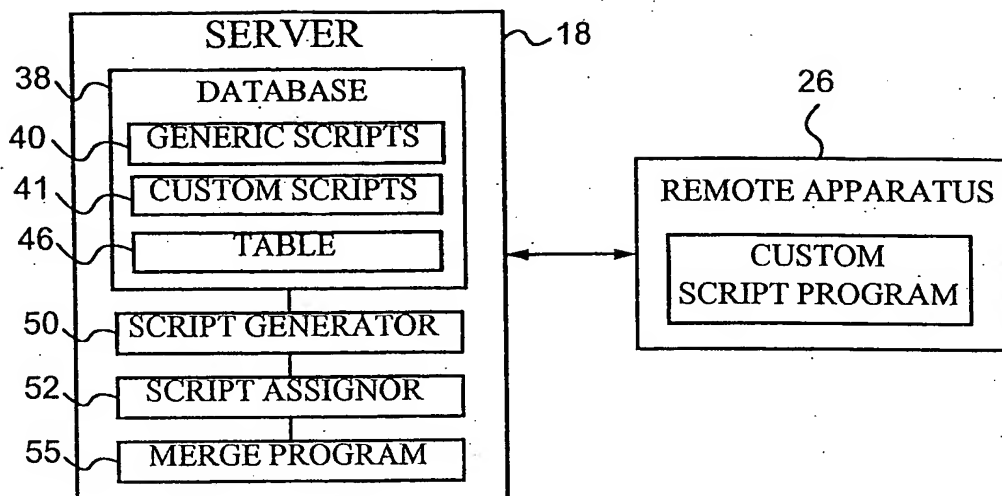 SERVER
18
38
DATABASE
40
GENERIC SCRIPTS
41
CUSTOM SCRIPTS
46
TABLE
50
SCRIPT GENERATOR
52
SCRIPT ASSIGNOR
55
MERGE PROGRAM
26
REMOTE APPARATUS
CUSTOM
SCRIPT PROGRAM